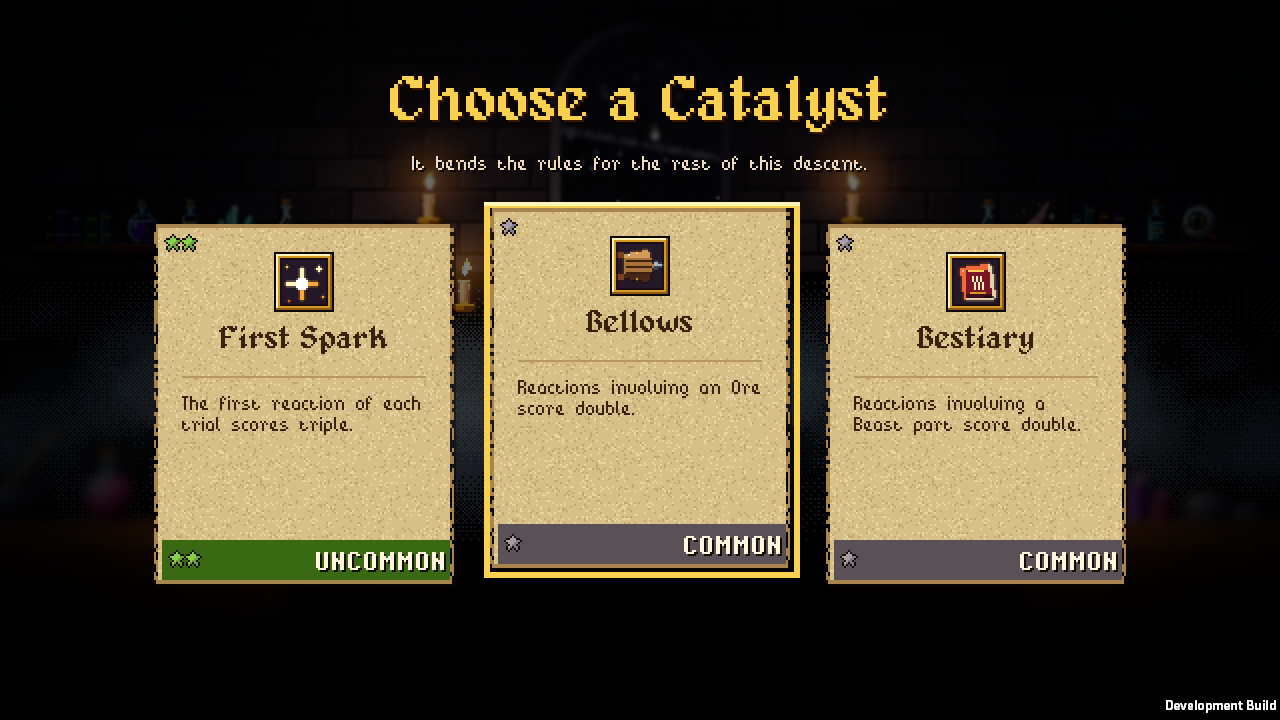 Choose a Catalyst
It bends the rules for the rest of this descent.
First Spark
The first reaction of each
trial scores triple.
UNCOMMON
Bellows
Reactions involving an Ore
score double.
COMMON
Bestiary
Reactions involving a
Beast part score double.
COMMON
Development Build